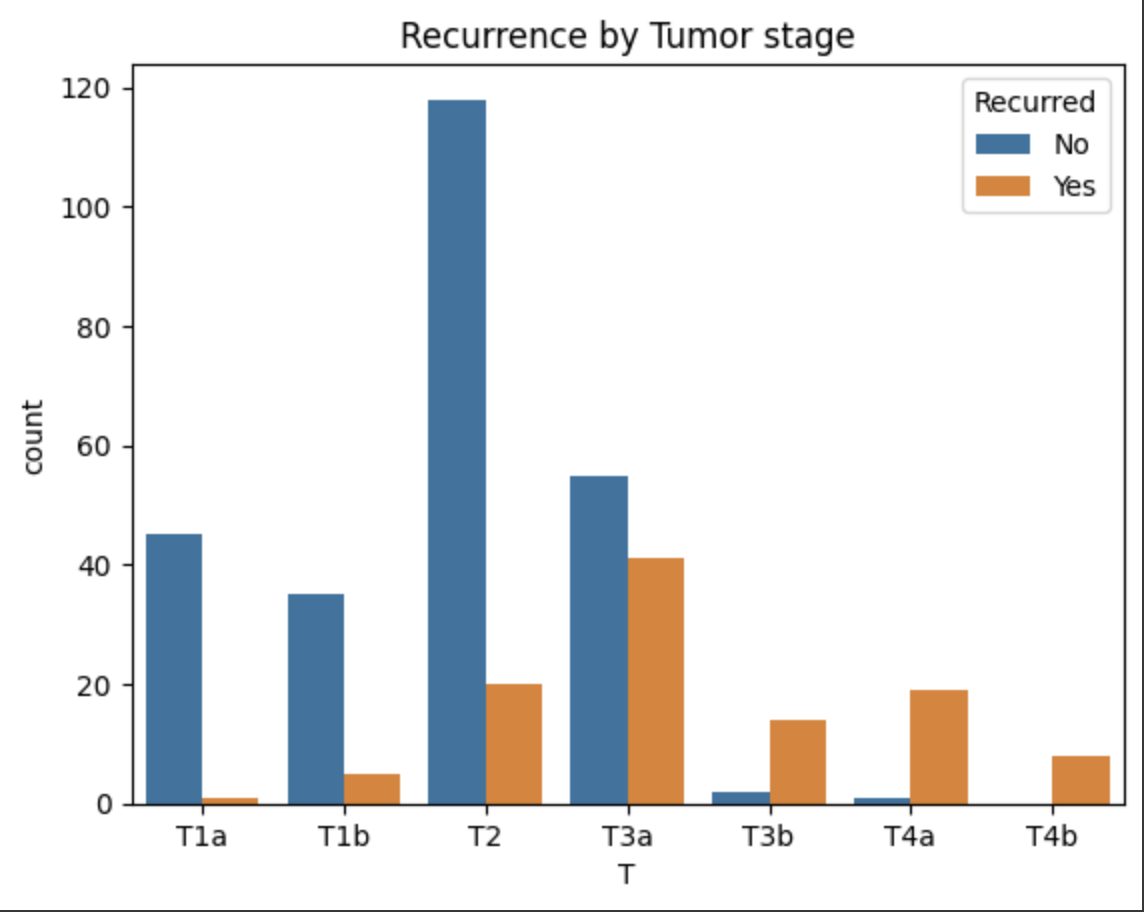 Recurrence by Tumor stage
Recurred
No
Yes
120
100
80
60
40
20
0
count
T1a T1b T2 T3a T3b T4a T4b
T